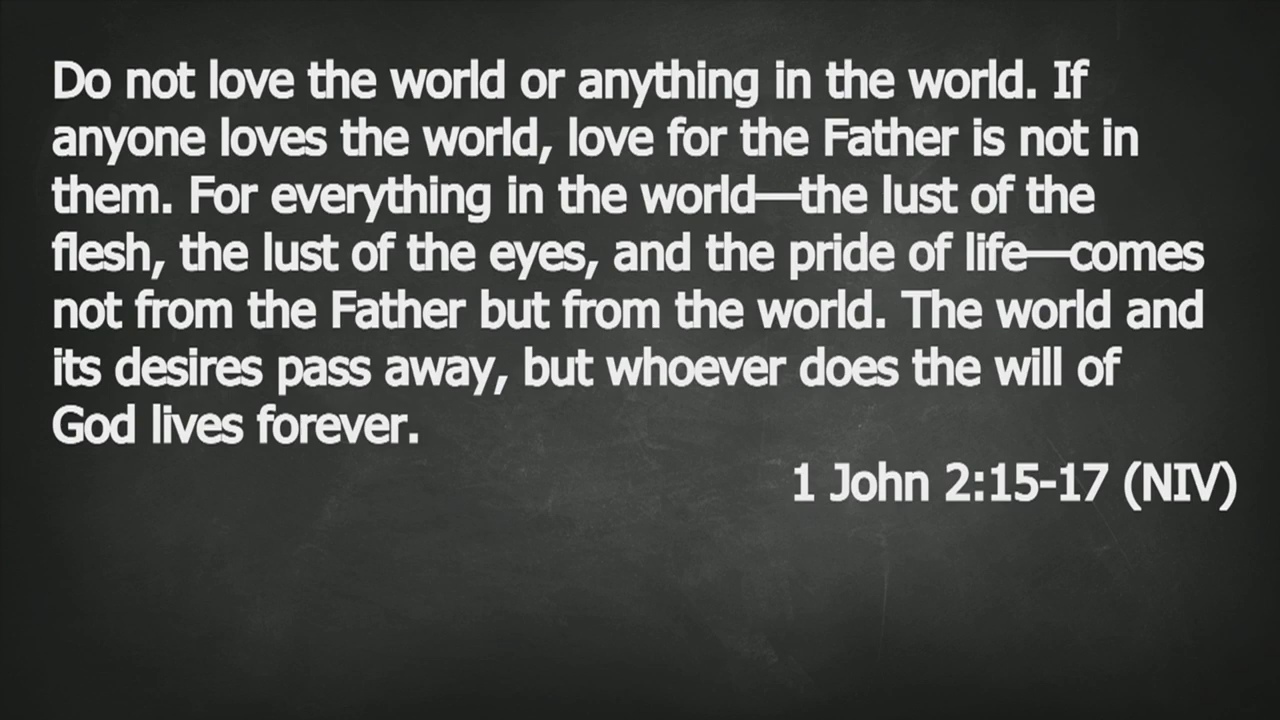 Do not love the world or anything in the world. If
anyone loves the world, love for the Father is not in
them. For everything in the world—the lust of the
flesh, the lust of the eyes, and the pride of life—comes
not from the Father but from the world. The world and
its desires pass away, but whoever does the will of
God lives forever.
1 John 2:15-17 (NIV)